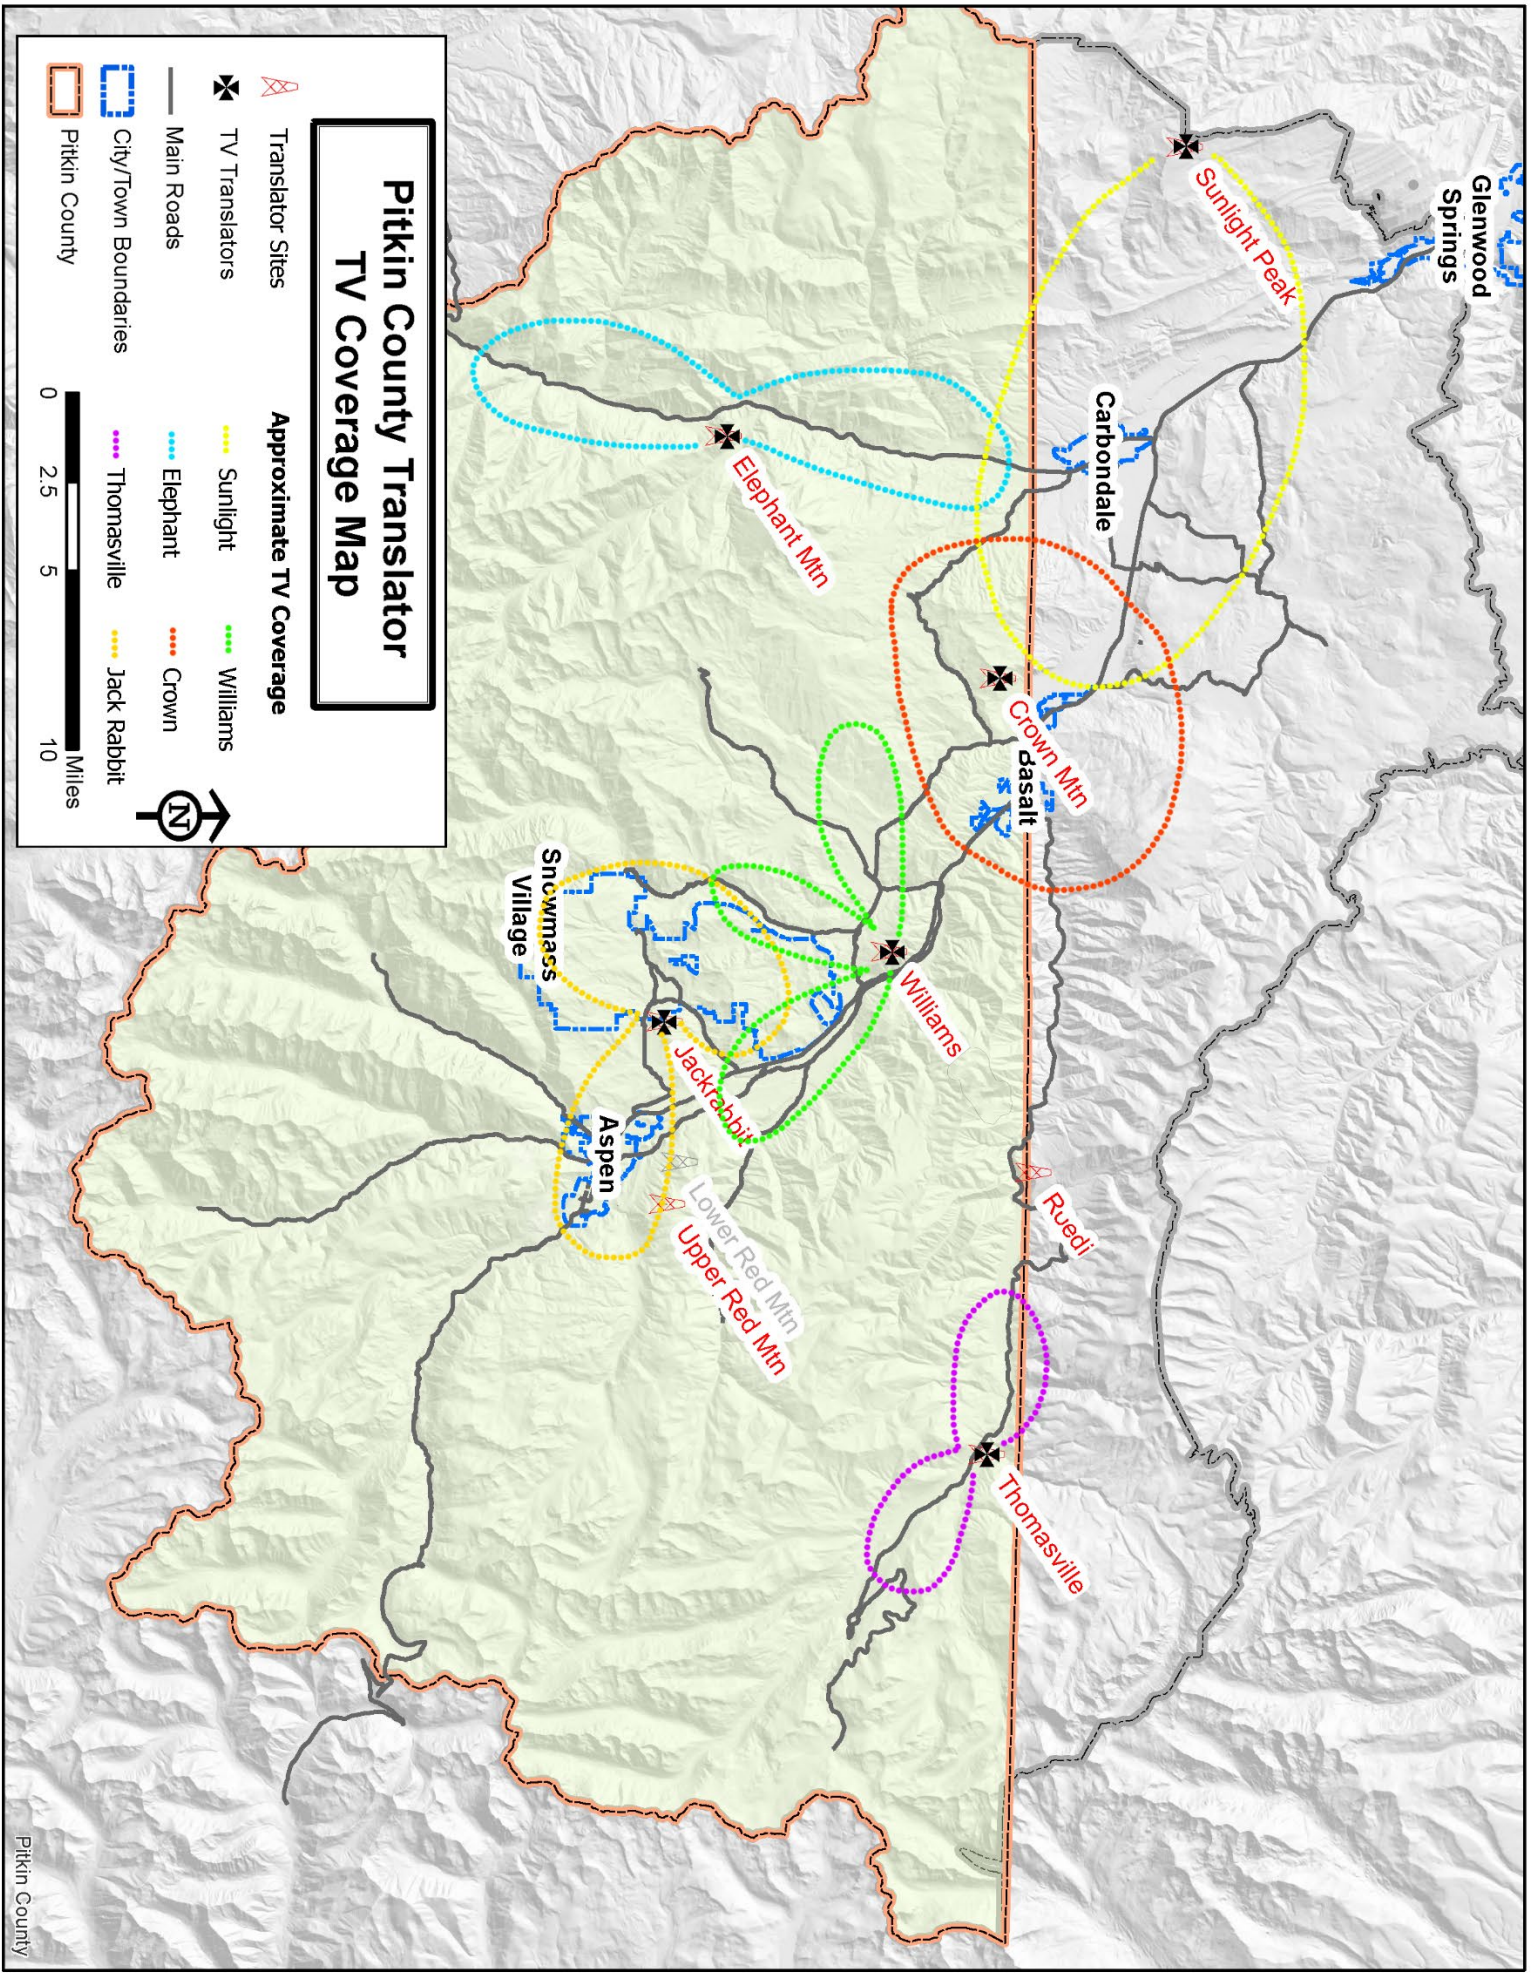 Glenwood
Springs
Sunlight Peak
Carbondale
Crown Mtn
Basalt
Ruedi
Thomasville
Elephant Mtn
Williams
Snowmass
Village
Jackrabbit
Aspen
Lower Red Mtn
Upper Red Mtn
Pitkin County Translator
TV Coverage Map
Translator Sites
TV Translators
Main Roads
City/Town Boundaries
Pitkin County
Approximate TV Coverage
Sunlight
Williams
Elephant
Crown
Thomasville
Jack Rabbit
0 2.5 5 10
Miles
N
Pitkin County